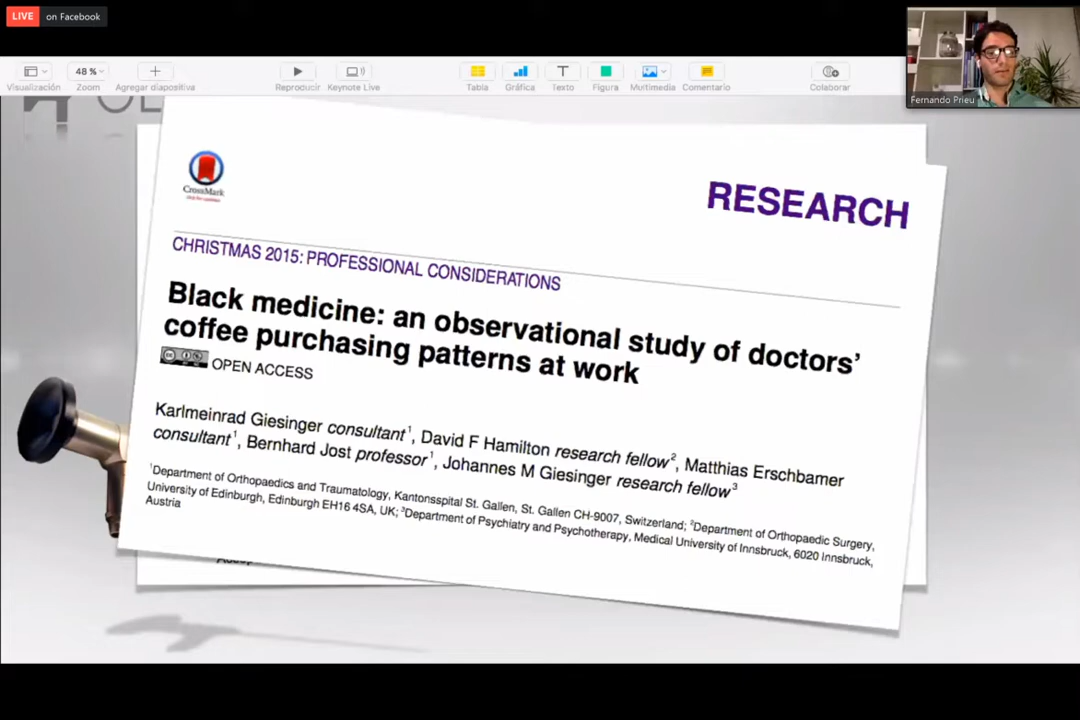 LIVE on Facebook
48 %
Visualización Zoom Agregar diapositiva Reproducir Keynote Live Tabla Gráfica Texto Figura Multimedia Comentario Colaborar
Fernando Prieu
CrossMark
RESEARCH
CHRISTMAS 2015: PROFESSIONAL CONSIDERATIONS
Black medicine: an observational study of doctors’
coffee purchasing patterns at work
OPEN ACCESS
Karlmeinrad Giesinger consultant1, David F Hamilton research fellow2, Matthias Erschbamer
consultant1, Bernhard Jost professor1, Johannes M Giesinger research fellow3
1Department of Orthopaedics and Traumatology, Kantonsspital St. Gallen, St. Gallen CH-9007, Switzerland; 2Department of Orthopaedic Surgery,
University of Edinburgh, Edinburgh EH16 4SA, UK; 3Department of Psychiatry and Psychotherapy, Medical University of Innsbruck, 6020 Innsbruck,
Austria